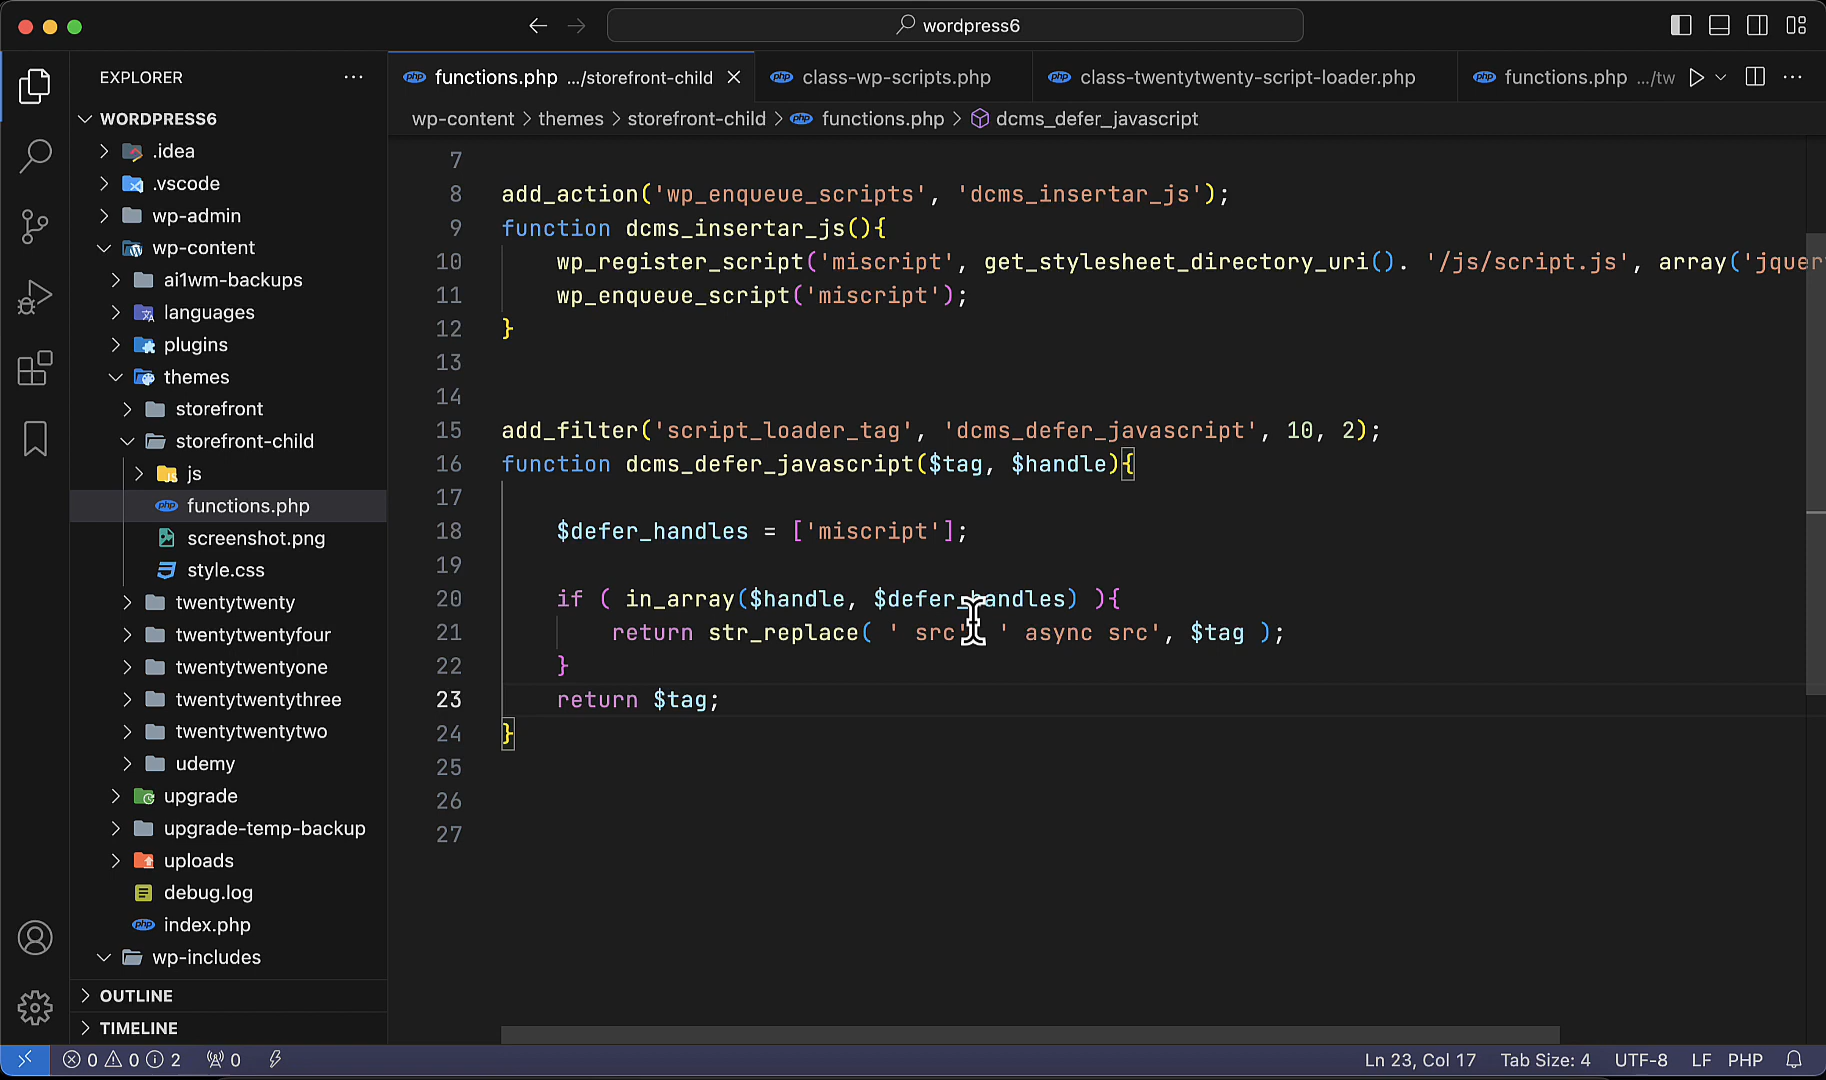 wordpress6
EXPLORER
functions.php .../storefront-child
class-wp-scripts.php
class-twentytwenty-script-loader.php
functions.php .../tw
wp-content > themes > storefront-child > functions.php > dcms_defer_javascript
WORDPRESS6
.idea
.vscode
wp-admin
wp-content
ai1wm-backups
languages
plugins
themes
storefront
storefront-child
js
functions.php
screenshot.png
style.css
twentytwenty
twentytwentyfour
twentytwentyone
twentytwentythree
twentytwentytwo
udemy
upgrade
upgrade-temp-backup
uploads
debug.log
index.php
wp-includes
OUTLINE
TIMELINE
7
8 add_action('wp_enqueue_scripts', 'dcms_insertar_js');
9 function dcms_insertar_js(){
10 wp_register_script('miscript', get_stylesheet_directory_uri(). '/js/script.js', array('jquer
11 wp_enqueue_script('miscript');
12 }
13
14
15 add_filter('script_loader_tag', 'dcms_defer_javascript', 10, 2);
16 function dcms_defer_javascript($tag, $handle){
17
18 $defer_handles = ['miscript'];
19
20 if ( in_array($handle, $defer_handles) ){
21 return str_replace( ' src', ' async src', $tag );
22 }
23 return $tag;
24 }
25
26
27
0 0 2 0
Ln 23, Col 17 Tab Size: 4 UTF-8 LF PHP